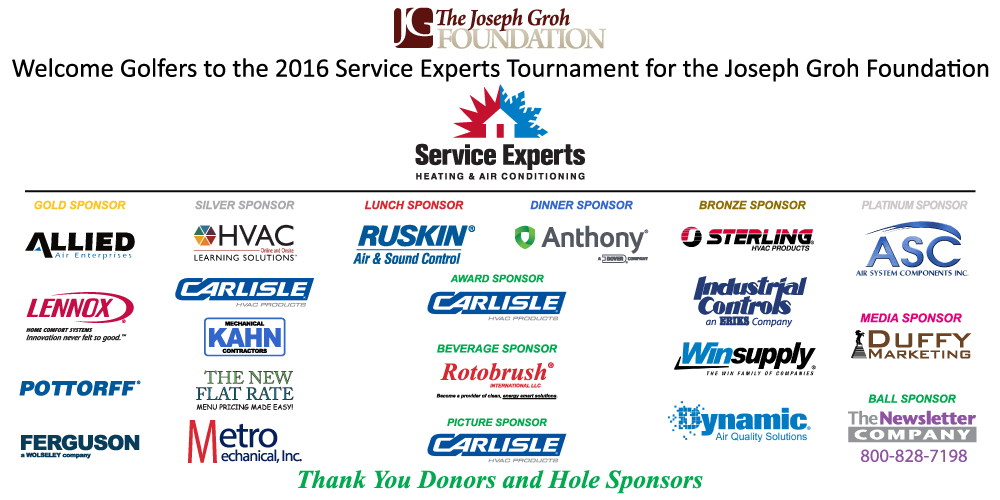 JG The Joseph Groh
FOUNDATION
Welcome Golfers to the 2016 Service Experts Tournament for the Joseph Groh Foundation
Service Experts
HEATING & AIR CONDITIONING
GOLD SPONSOR
ALLIED
Air Enterprises
LENNOX®
HOME COMFORT SYSTEMS
Innovation never felt so good.™
POTTORFF®
FERGUSON
a WOLSELEY company
SILVER SPONSOR
HVAC
Online and Onsite
LEARNING SOLUTIONS™
CARLISLE
HVAC PRODUCTS
MECHANICAL
KAHN
CONTRACTORS
THE NEW
FLAT RATE
MENU PRICING MADE EASY!
Metro
Mechanical, Inc.
LUNCH SPONSOR
RUSKIN®
Air & Sound Control
DINNER SPONSOR
Anthony®
A DOVER COMPANY
AWARD SPONSOR
CARLISLE
HVAC PRODUCTS
BEVERAGE SPONSOR
Rotobrush®
INTERNATIONAL LLC
Become a provider of clean, energy smart solutions.
PICTURE SPONSOR
CARLISLE
HVAC PRODUCTS
BRONZE SPONSOR
STERLING®
HVAC PRODUCTS
Industrial
Controls
an ERIKS Company
Winsupply®
THE WIN FAMILY OF COMPANIES
Dynamic®
Air Quality Solutions
PLATINUM SPONSOR
ASC
AIR SYSTEM COMPONENTS INC.
MEDIA SPONSOR
DUFFY
MARKETING
BALL SPONSOR
The Newsletter
COMPANY
800-828-7198
Thank You Donors and Hole Sponsors